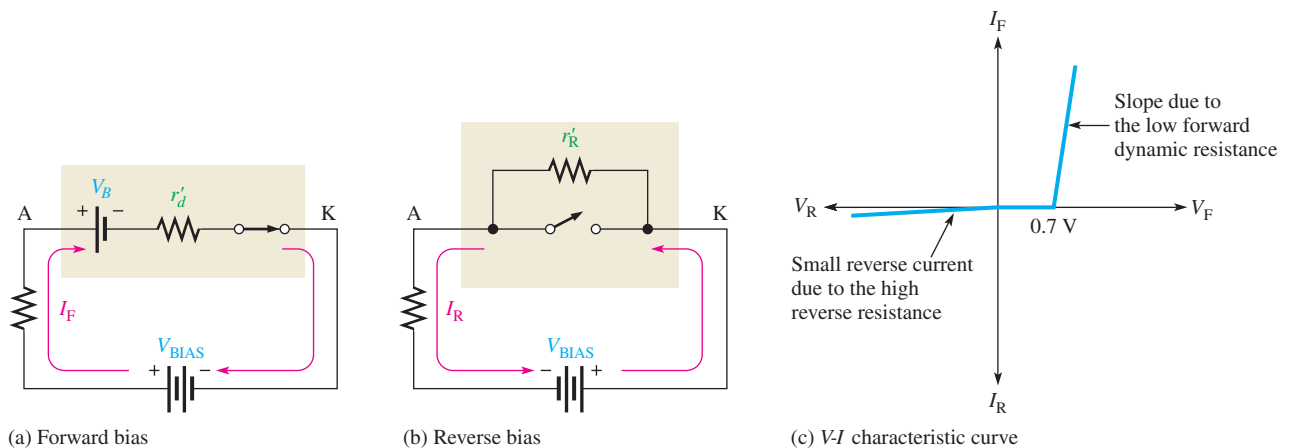 V_B
+ −
r′_d
A
K
I_F
V_BIAS
+ −
(a) Forward bias
r′_R
A
K
I_R
V_BIAS
− +
(b) Reverse bias
I_F
Slope due to
the low forward
dynamic resistance
V_R
V_F
0.7 V
Small reverse current
due to the high
reverse resistance
I_R
(c) V-I characteristic curve